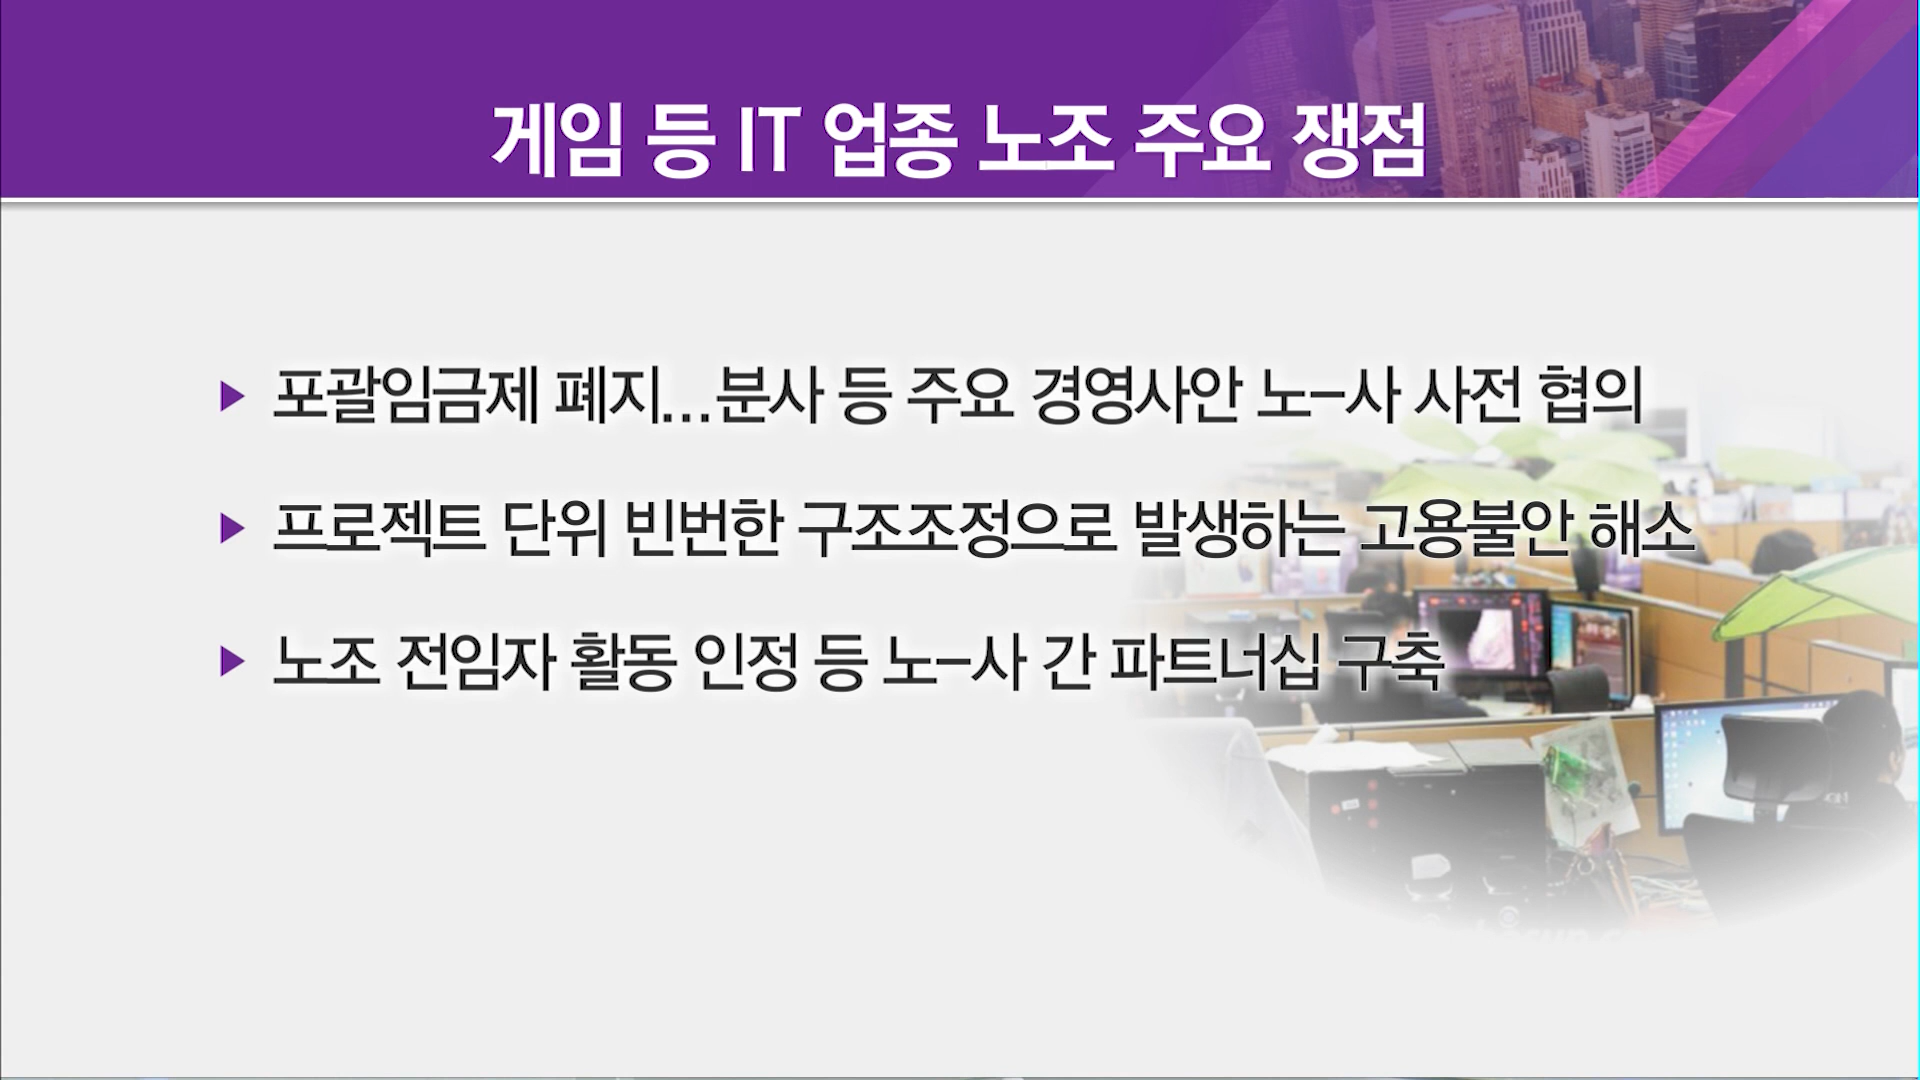 게임 등 IT 업종 노조 주요 쟁점
▶ 포괄임금제 폐지...분사 등 주요 경영사안 노-사 사전 협의
▶ 프로젝트 단위 빈번한 구조조정으로 발생하는 고용불안 해소
▶ 노조 전임자 활동 인정 등 노-사 간 파트너십 구축